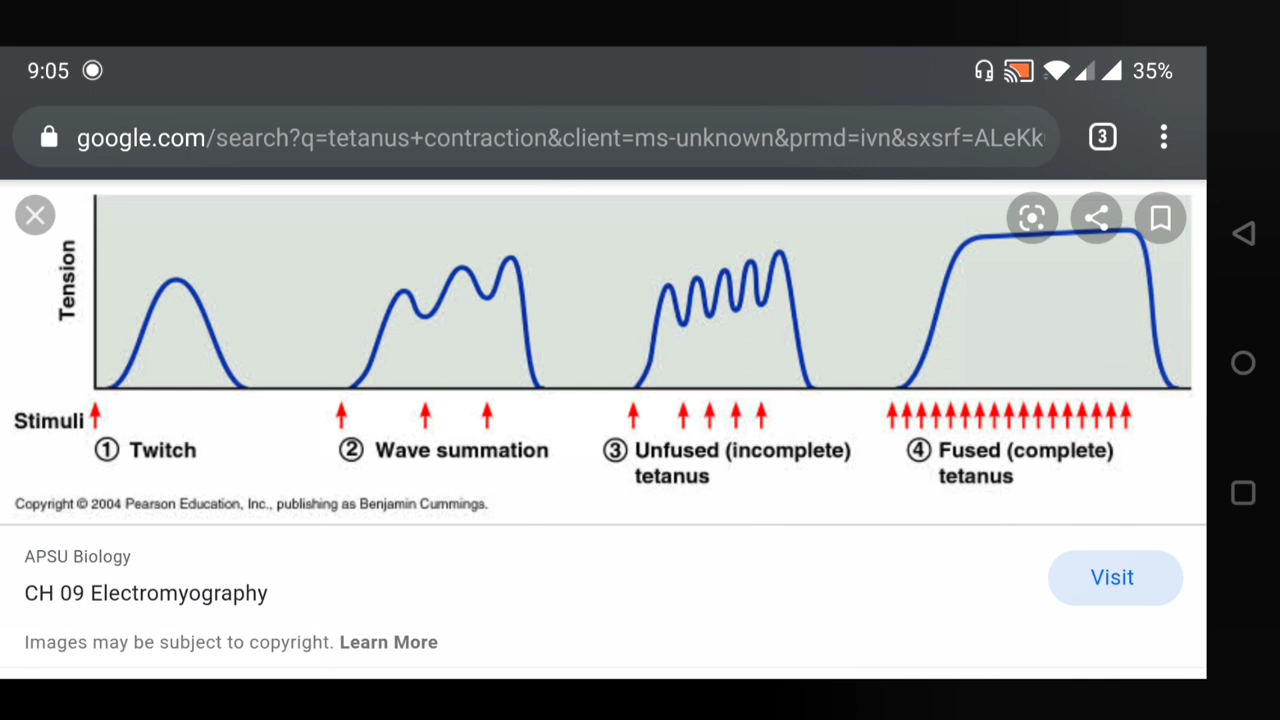 9:05 35%
google.com/search?q=tetanus+contraction&client=ms-unknown&prmd=ivn&sxsrf=ALeKk
3
Tension
Stimuli
① Twitch ② Wave summation ③ Unfused (incomplete) tetanus ④ Fused (complete) tetanus
Copyright © 2004 Pearson Education, Inc., publishing as Benjamin Cummings.
APSU Biology
CH 09 Electromyography
Visit
Images may be subject to copyright. Learn More